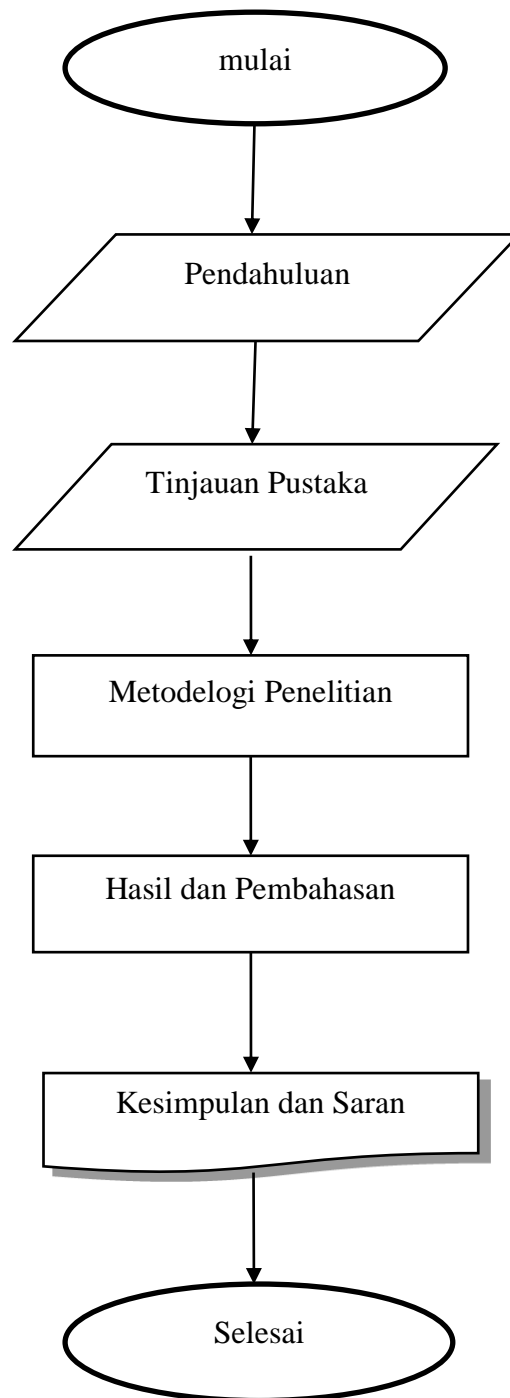 mulai
Pendahuluan
Tinjauan Pustaka
Metodelogi Penelitian
Hasil dan Pembahasan
Kesimpulan dan Saran
Selesai